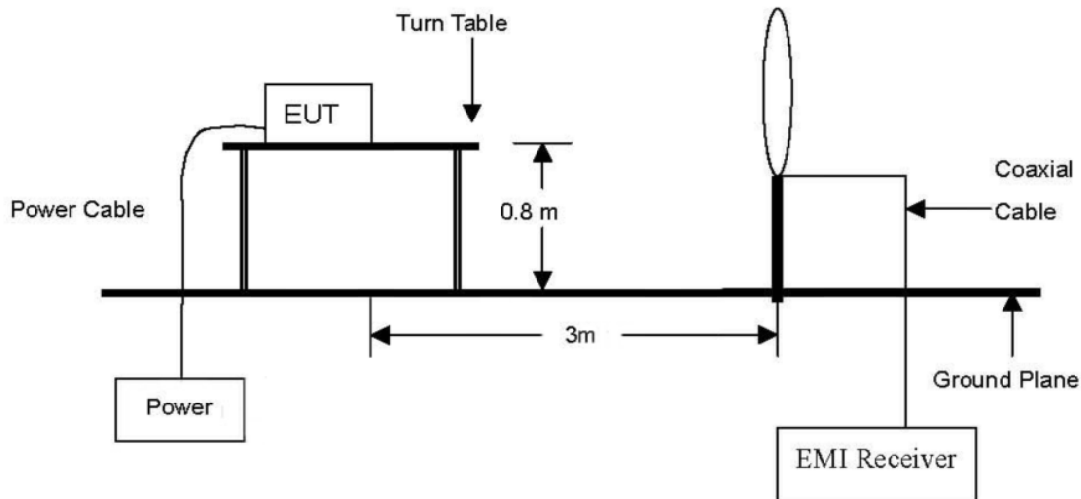 Turn Table
EUT
Coaxial
Cable
Power Cable
0.8 m
3m
Ground Plane
Power
EMI Receiver